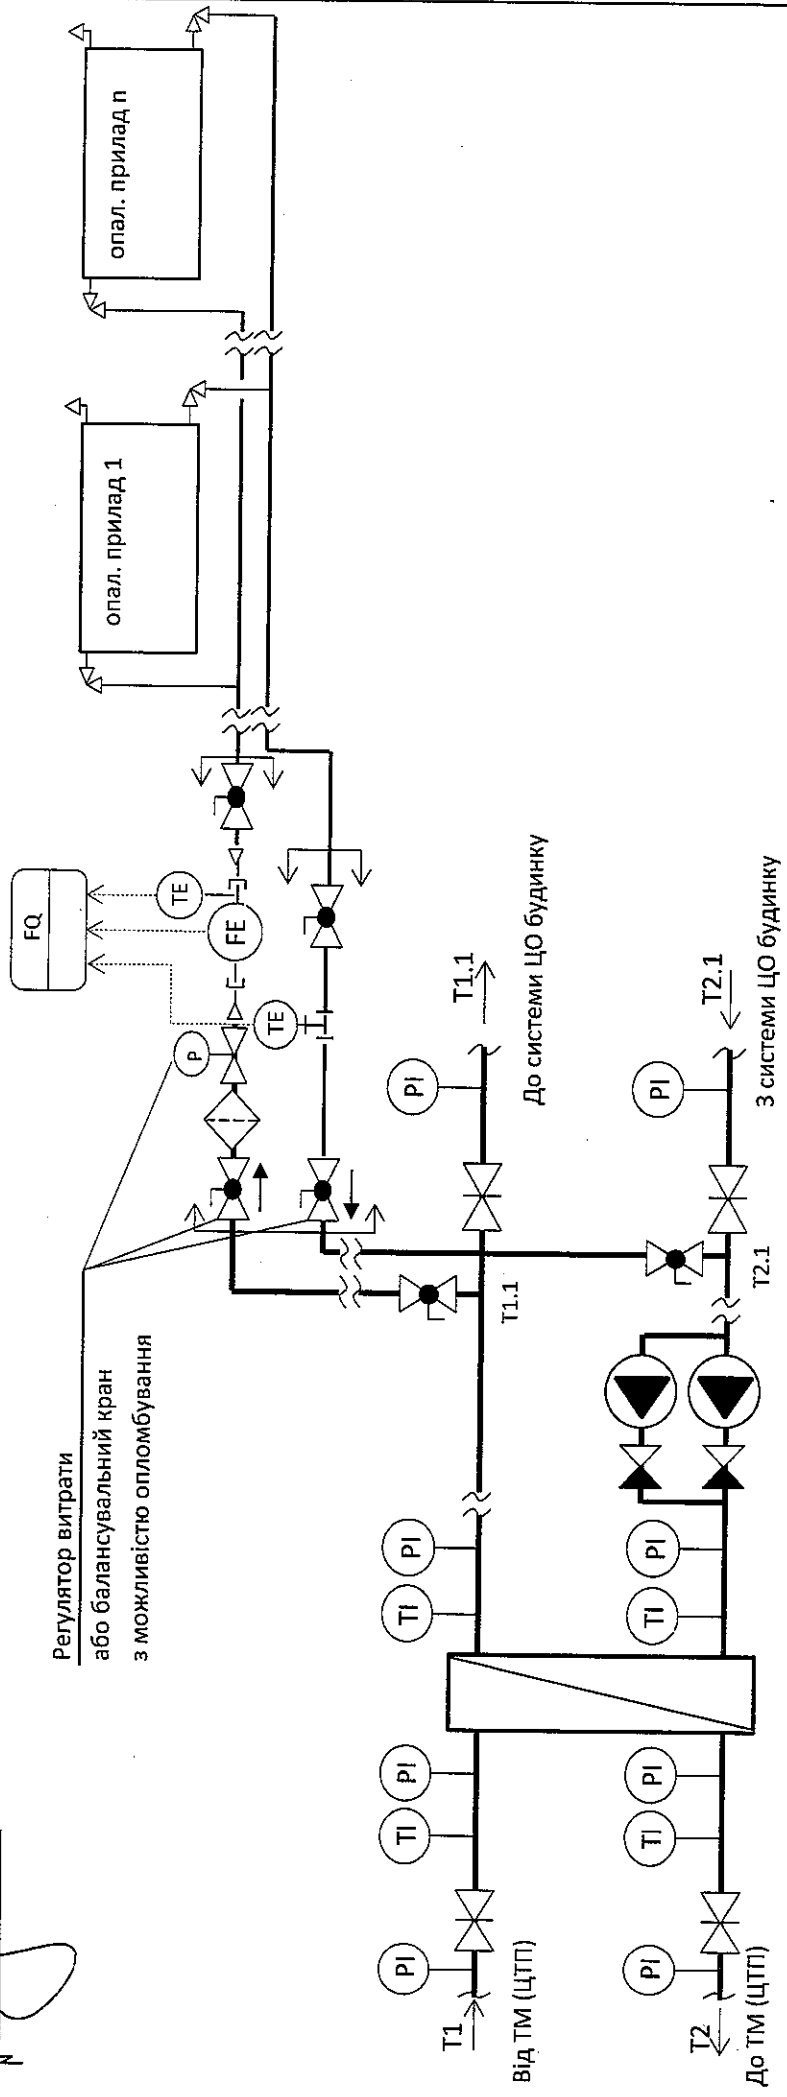 опал. прилад 1
опал. прилад n
FQ
TE
FE
TE
P
Регулятор витрати
або балансувальний кран
з можливістю опломбування
PI
T1.1
До системи ЦО будинку
T1.1
PI
T2.1
З системи ЦО будинку
T2.1
PI
TI
PI
TI
PI
T1
Від ТМ (ЦТП)
PI
TI
PI
TI
PI
T2
До ТМ (ЦТП)